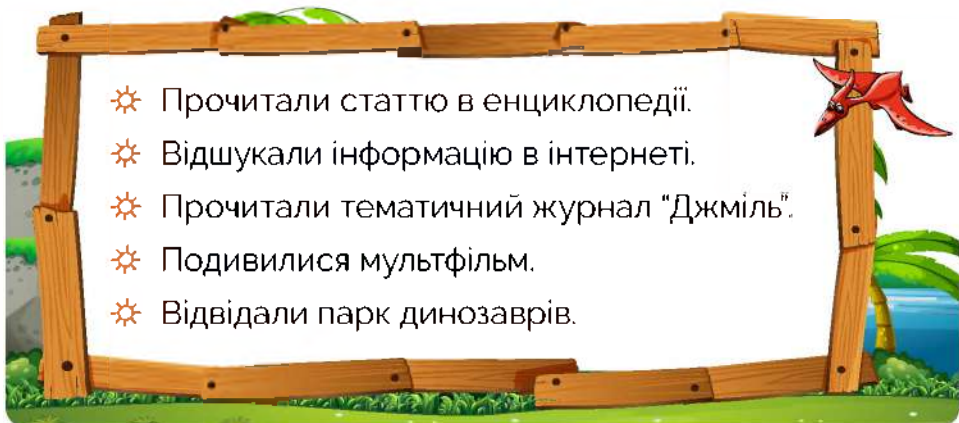 Прочитали статтю в енциклопедії.
Відшукали інформацію в інтернеті.
Прочитали тематичний журнал “Джміль”.
Подивилися мультфільм.
Відвідали парк динозаврів.